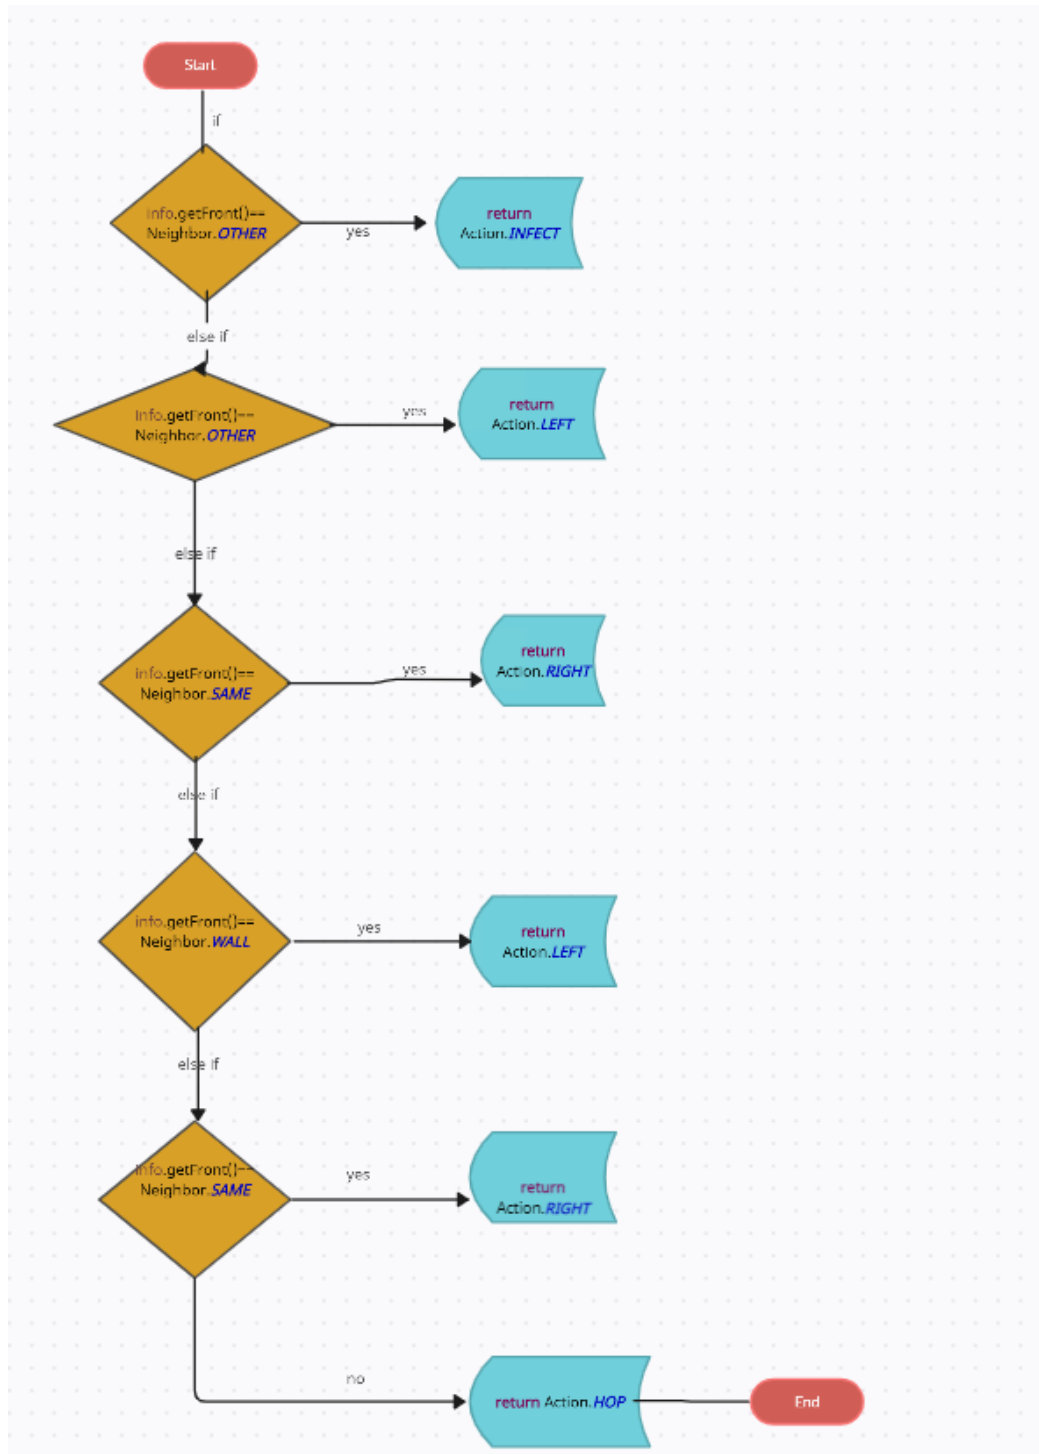 Start
if
info.getFront()==
Neighbor.OTHER
yes
return
Action.INFECT
else if
info.getFront()==
Neighbor.OTHER
yes
return
Action.LEFT
else if
info.getFront()==
Neighbor.SAME
yes
return
Action.RIGHT
else if
info.getFront()==
Neighbor.WALL
yes
return
Action.LEFT
else if
info.getFront()==
Neighbor.SAME
yes
return
Action.RIGHT
no
return Action.HOP
End